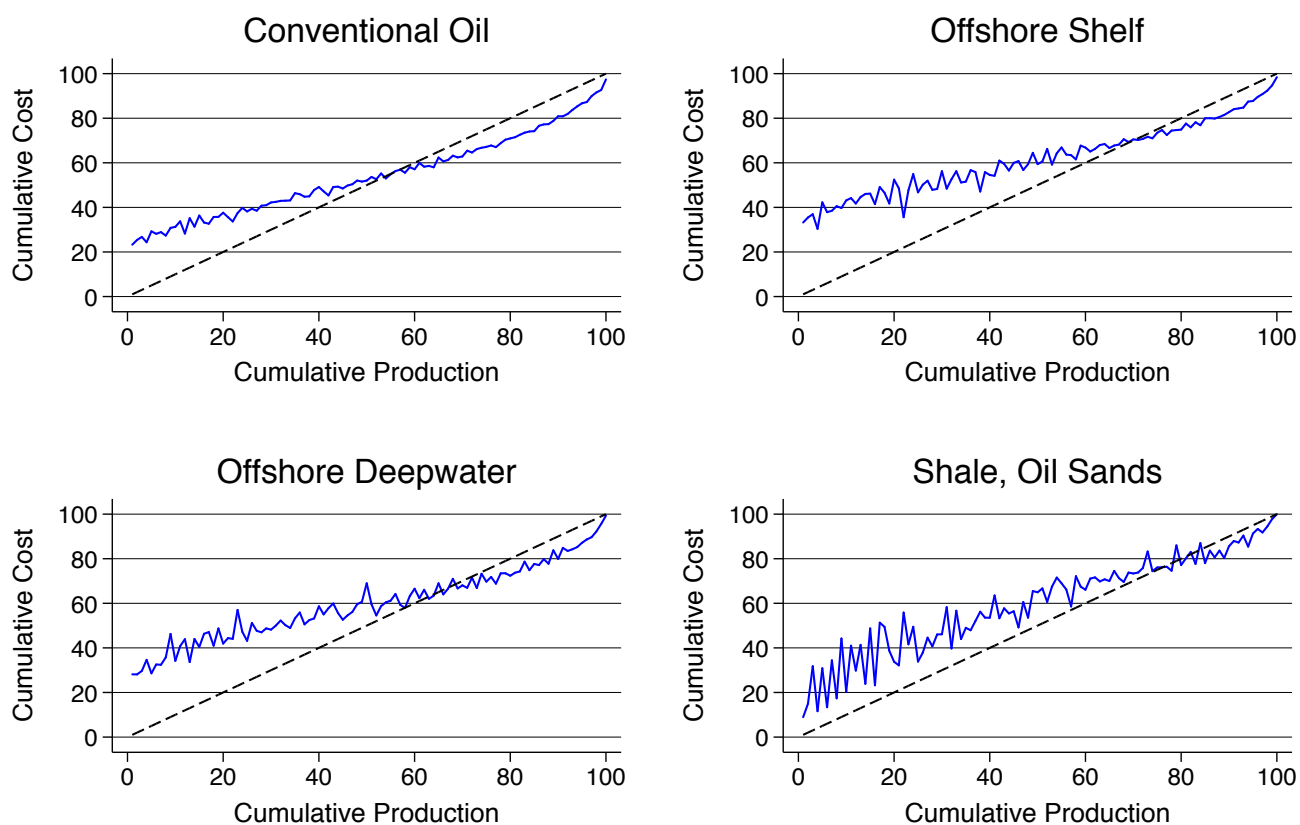 Conventional Oil
Cumulative Cost
100
80
60
40
20
0
0 20 40 60 80 100
Cumulative Production
Offshore Shelf
Cumulative Cost
100
80
60
40
20
0
0 20 40 60 80 100
Cumulative Production
Offshore Deepwater
Cumulative Cost
100
80
60
40
20
0
0 20 40 60 80 100
Cumulative Production
Shale, Oil Sands
Cumulative Cost
100
80
60
40
20
0
0 20 40 60 80 100
Cumulative Production